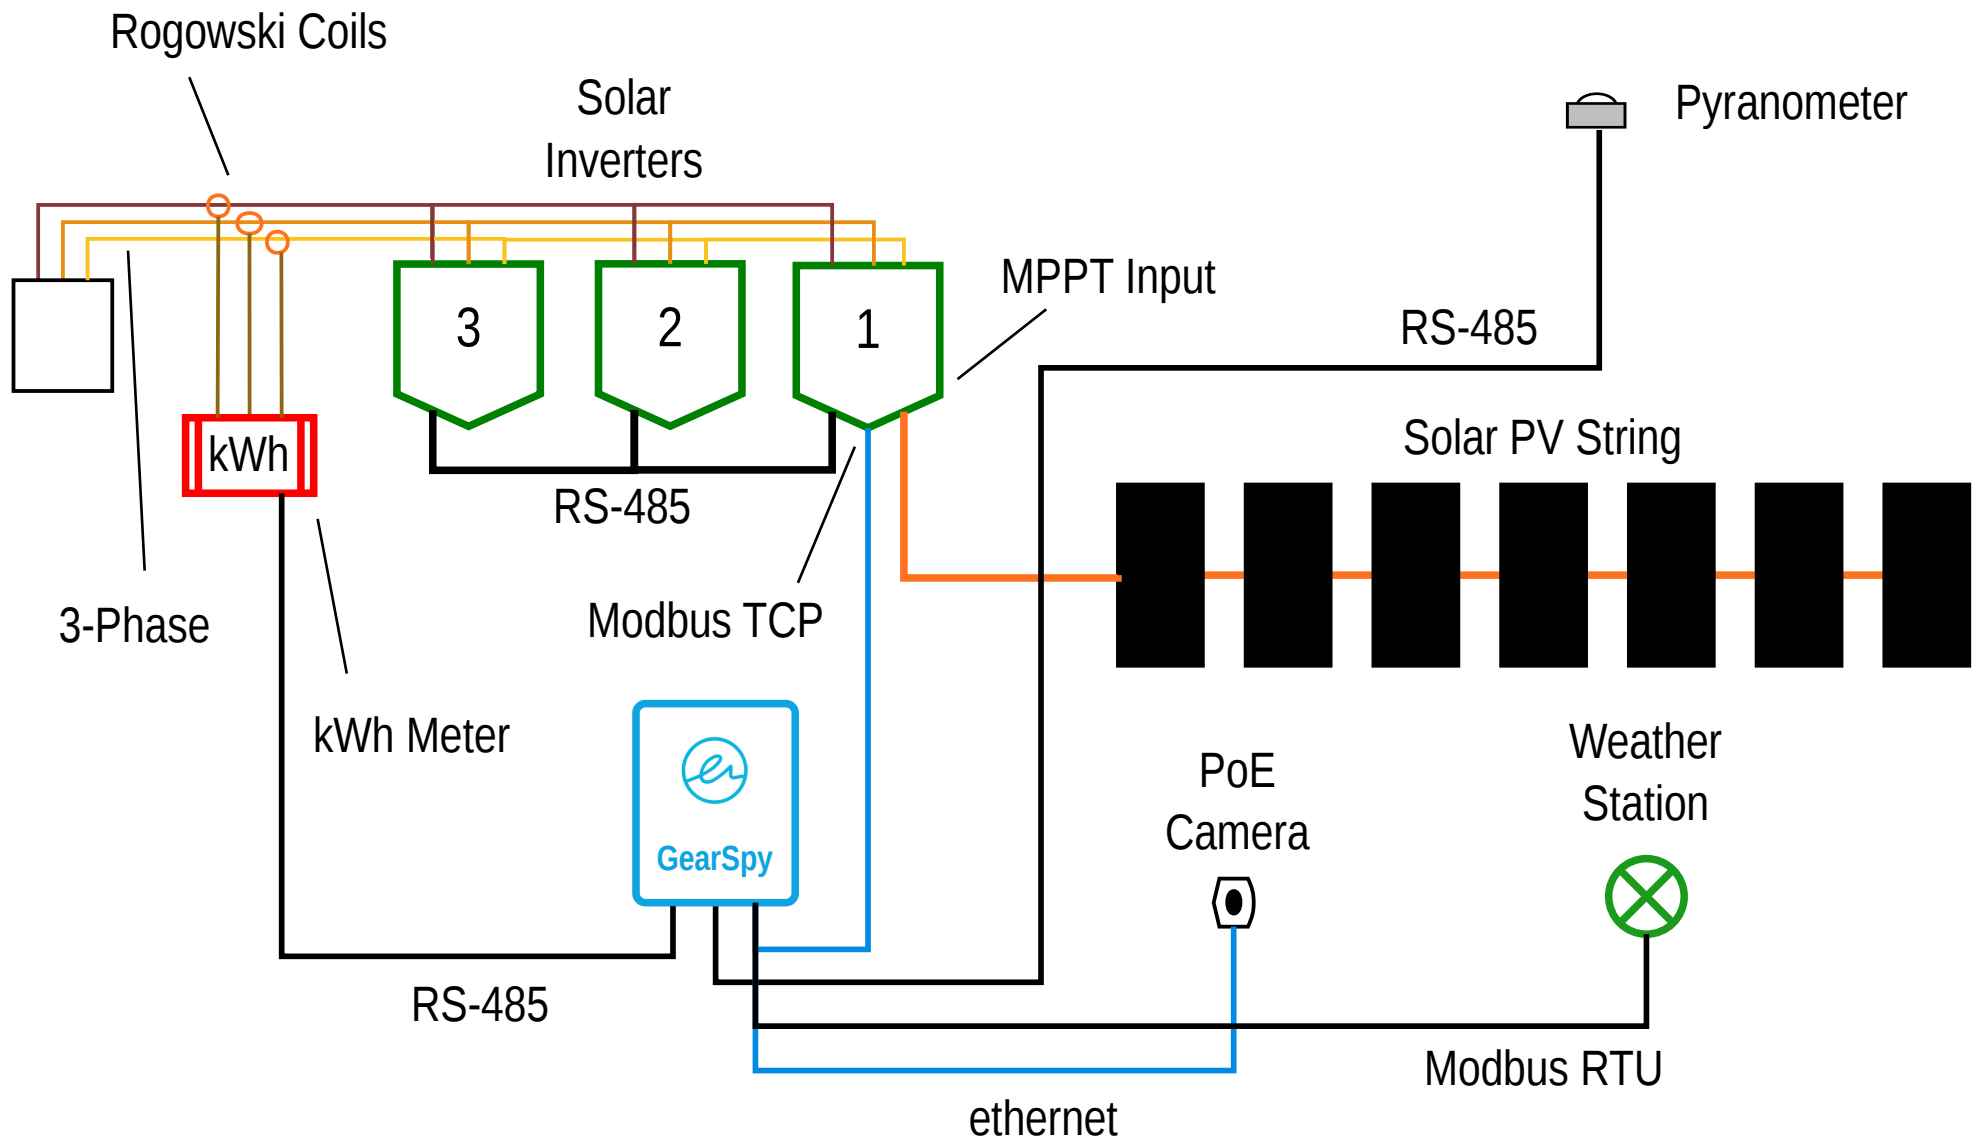 Rogowski Coils
Solar
Inverters
Pyranometer
MPPT Input
RS-485
3
2
1
Solar PV String
kWh
RS-485
3-Phase
Modbus TCP
kWh Meter
GearSpy
PoE
Camera
Weather
Station
RS-485
Modbus RTU
ethernet